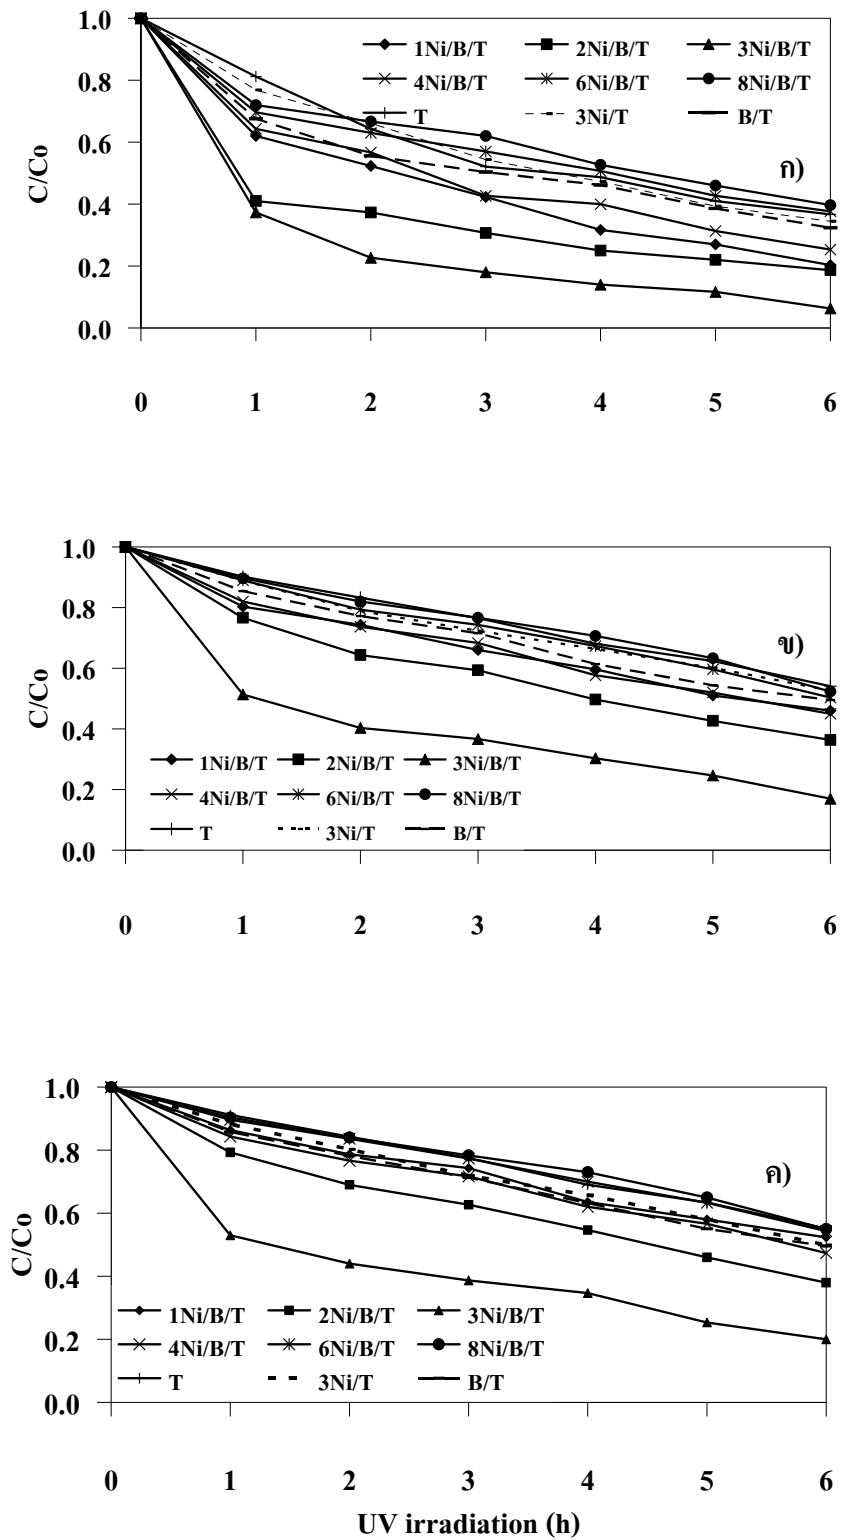 1.0
0.8
0.6
0.4
0.2
0.0
C/Co
1Ni/B/T 2Ni/B/T 3Ni/B/T
4Ni/B/T 6Ni/B/T 8Ni/B/T
T 3Ni/T B/T
ก)
0 1 2 3 4 5 6
1.0
0.8
0.6
0.4
0.2
0.0
C/Co
ข)
1Ni/B/T 2Ni/B/T 3Ni/B/T
4Ni/B/T 6Ni/B/T 8Ni/B/T
T 3Ni/T B/T
0 1 2 3 4 5 6
1.0
0.8
0.6
0.4
0.2
0.0
C/Co
ค)
1Ni/B/T 2Ni/B/T 3Ni/B/T
4Ni/B/T 6Ni/B/T 8Ni/B/T
T 3Ni/T B/T
0 1 2 3 4 5 6
UV irradiation (h)